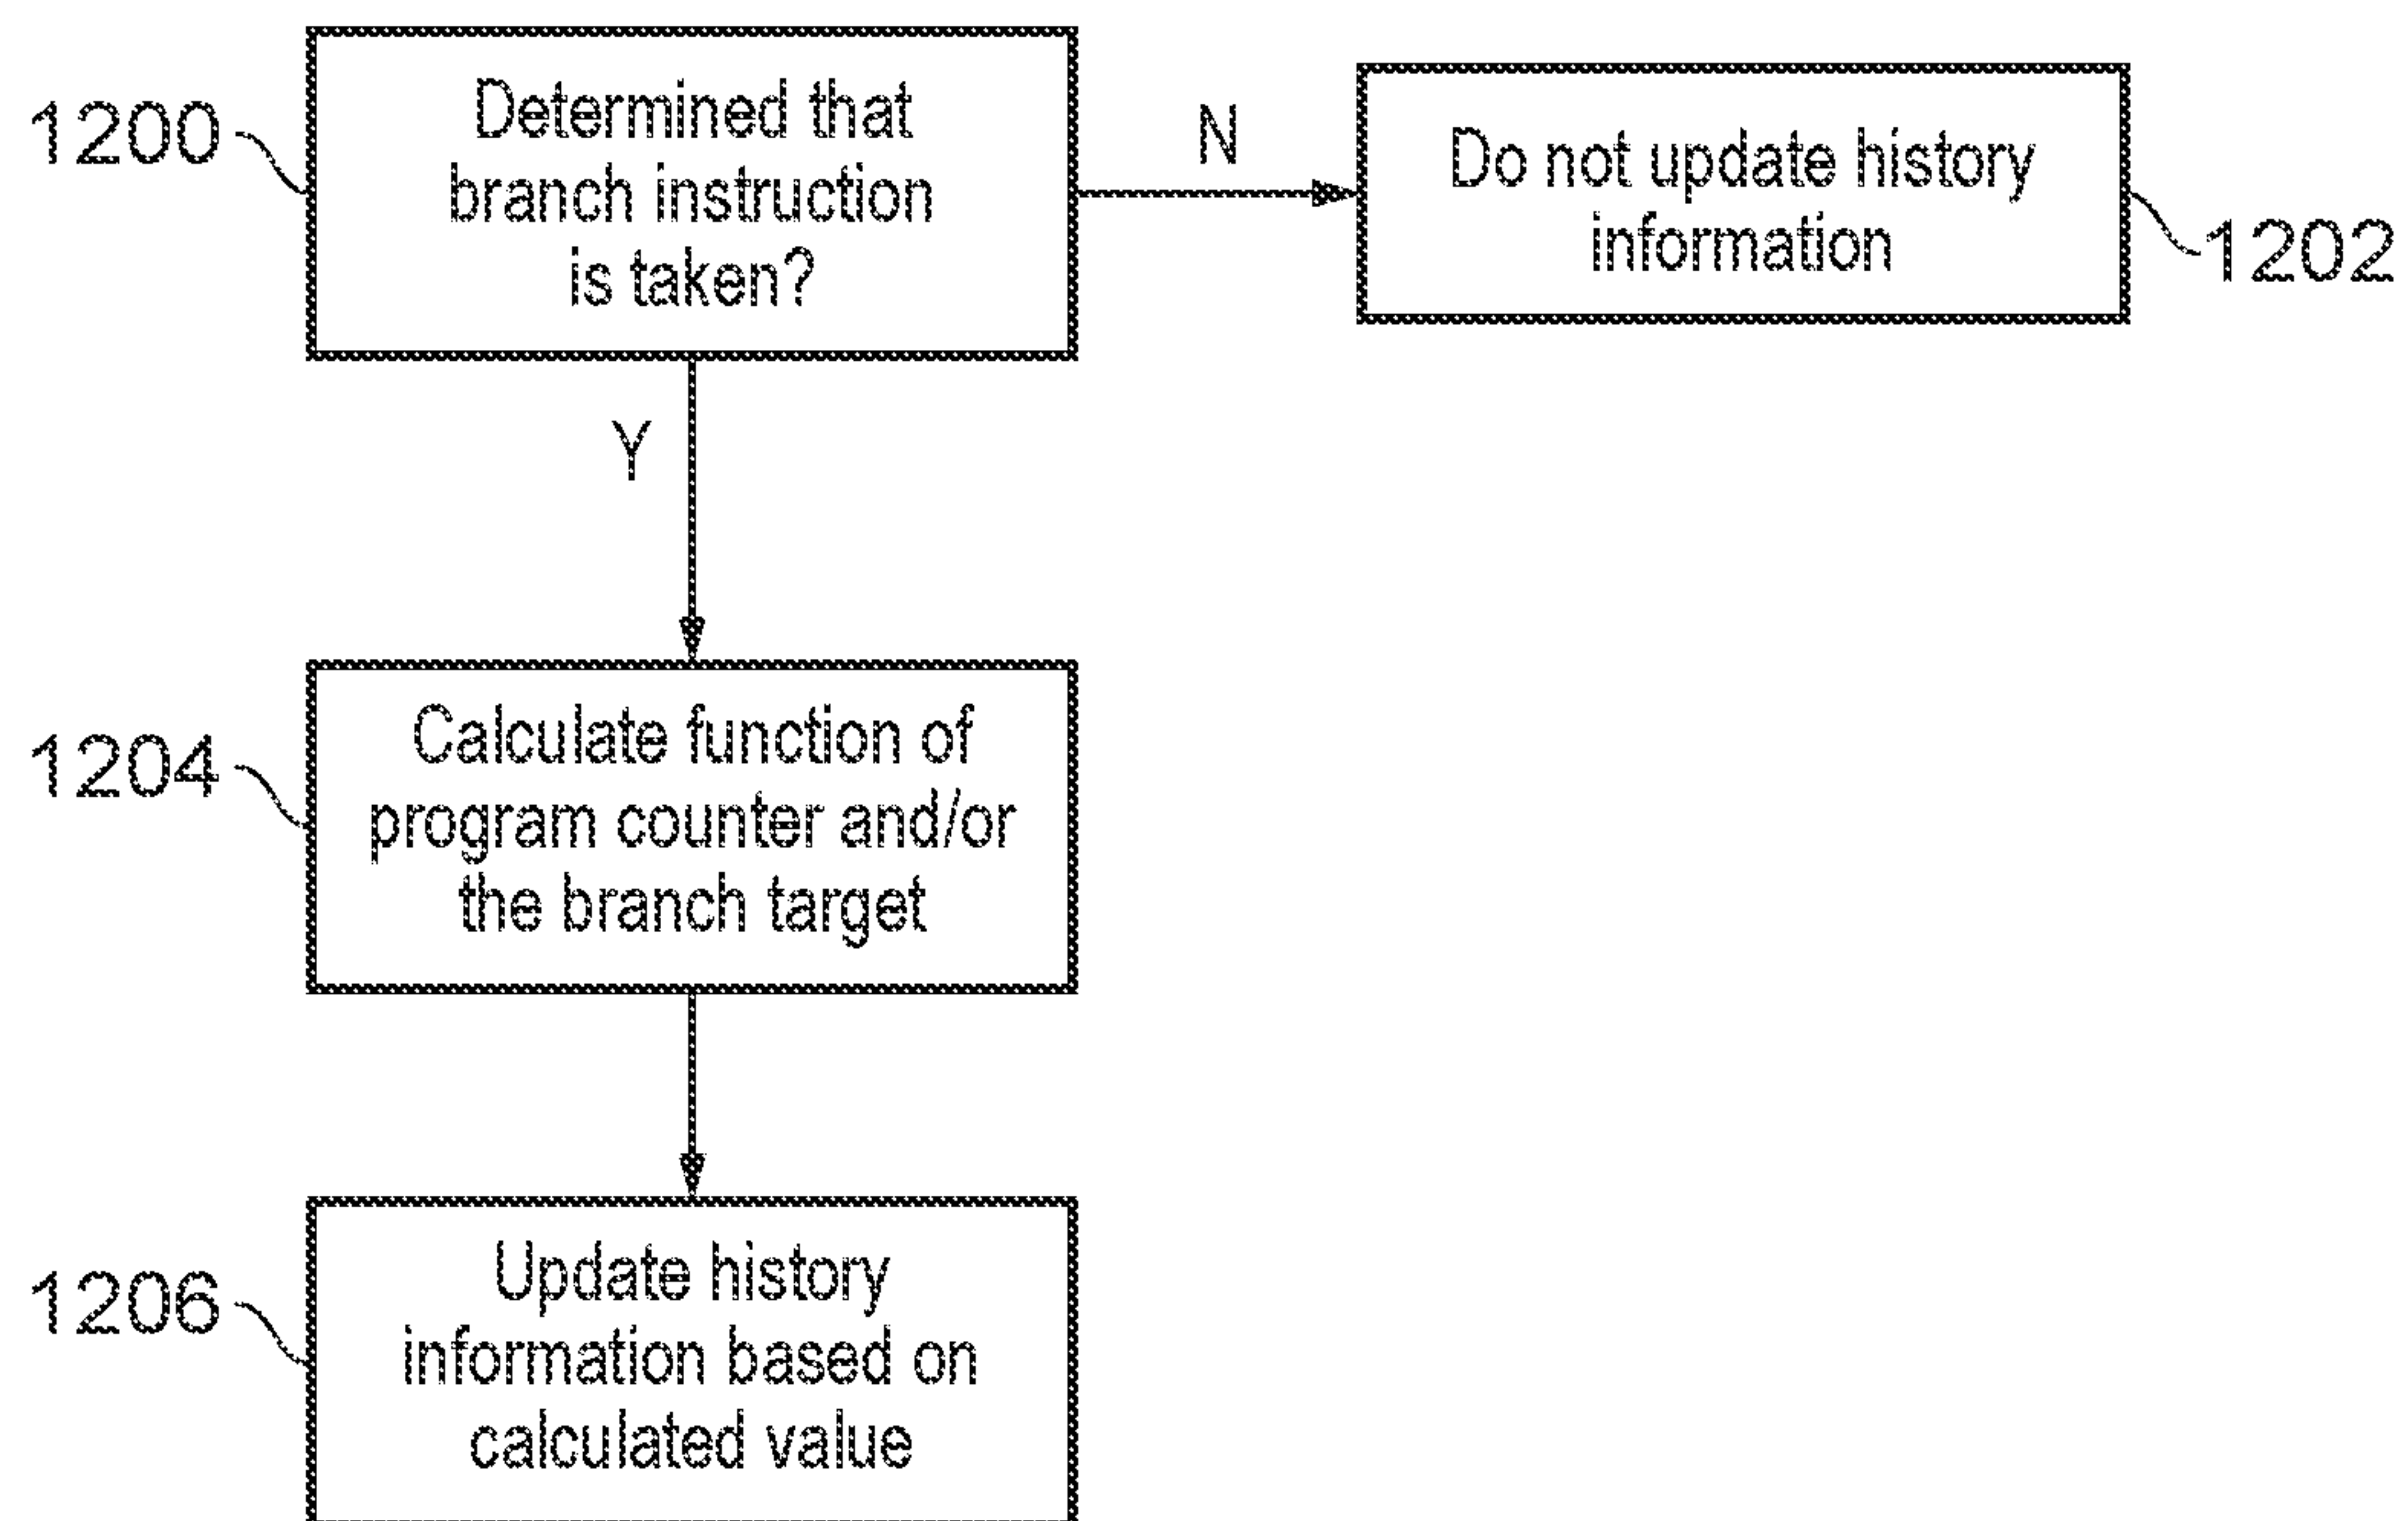 1200
Determined that
branch instruction
is taken?
N
Do not update history
information
1202
Y
1204
Calculate function of
program counter and/or
the branch target
1206
Update history
information based on
calculated value